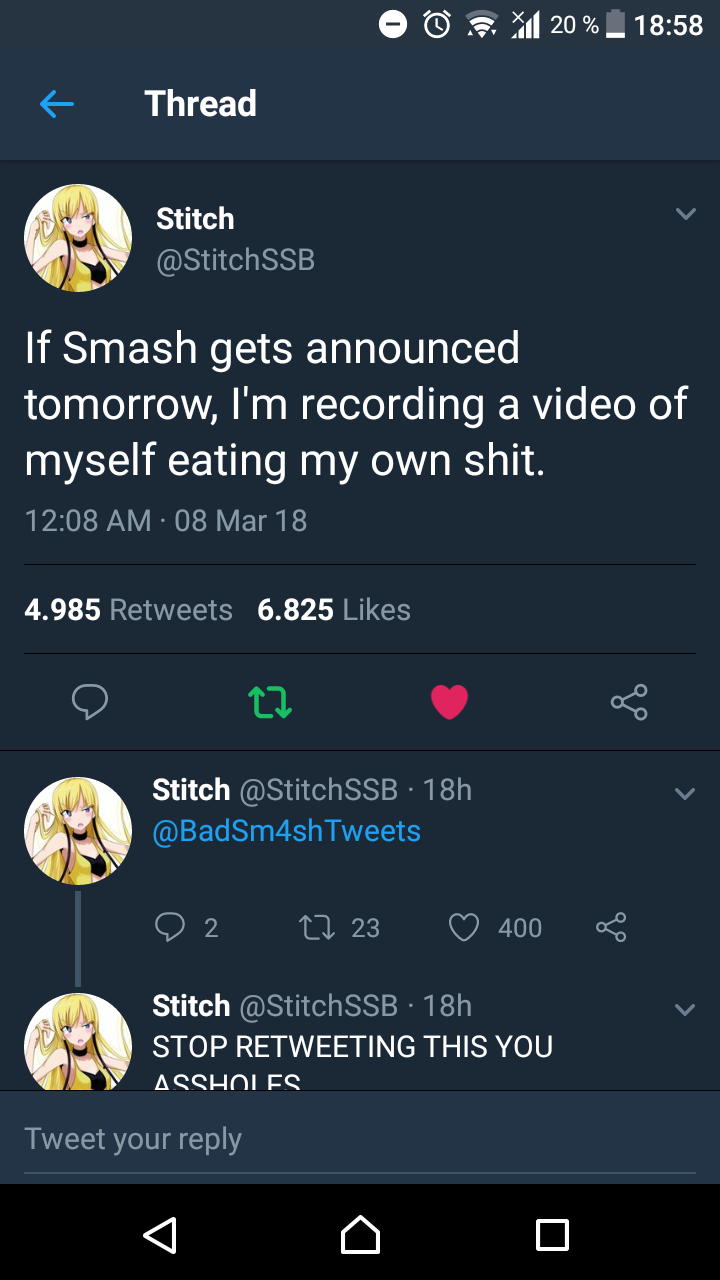 20 % 18:58
Thread
Stitch
@StitchSSB
If Smash gets announced
tomorrow, I'm recording a video of
myself eating my own shit.
12:08 AM · 08 Mar 18
4.985 Retweets 6.825 Likes
Stitch @StitchSSB · 18h
@BadSm4shTweets
2 23 400
Stitch @StitchSSB · 18h
STOP RETWEETING THIS YOU
ASSHOLES
Tweet your reply